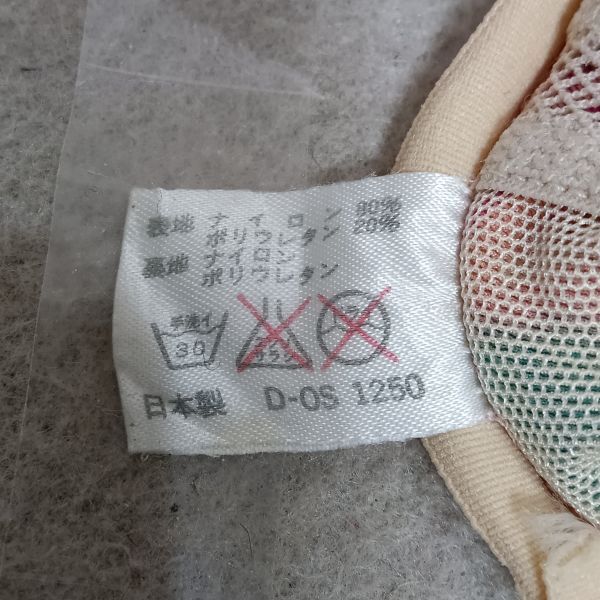 表地 ナイロン 80%
ポリウレタン 20%
裏地 ナイロン
ポリウレタン
手洗イ
30
日本製 D-OS 1250